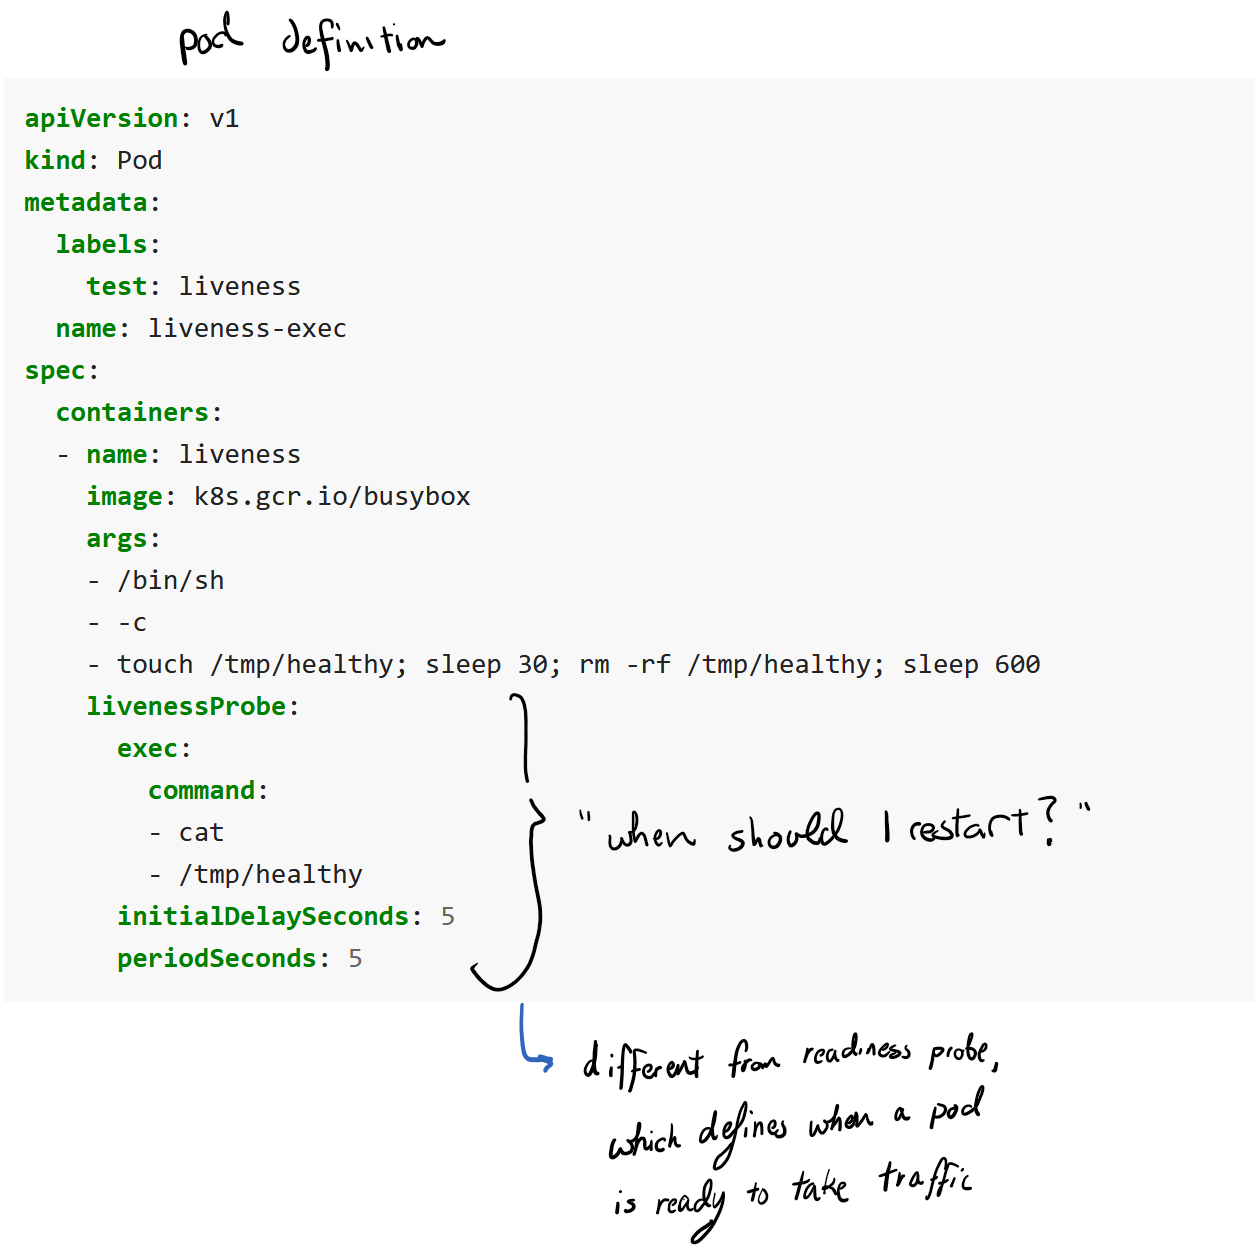 pod definition
apiVersion: v1
kind: Pod
metadata:
  labels:
    test: liveness
  name: liveness-exec
spec:
  containers:
  - name: liveness
    image: k8s.gcr.io/busybox
    args:
    - /bin/sh
    - -c
    - touch /tmp/healthy; sleep 30; rm -rf /tmp/healthy; sleep 600
    livenessProbe:
      exec:
        command:
        - cat
        - /tmp/healthy
      initialDelaySeconds: 5
      periodSeconds: 5
"when should I restart?"
different from readiness probe,
which defines when a pod
is ready to take traffic